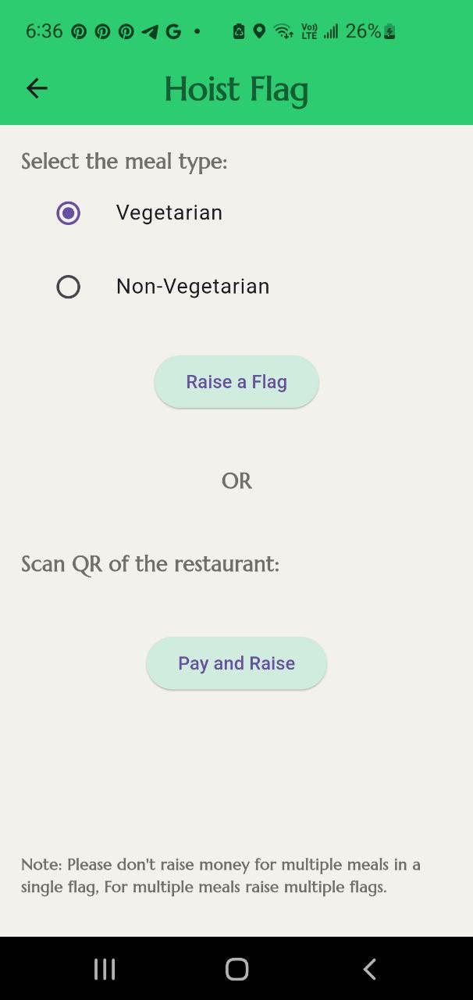 6:36
Vo))
LTE
26%
Hoist Flag
Select the meal type:
Vegetarian
Non-Vegetarian
Raise a Flag
OR
Scan QR of the restaurant:
Pay and Raise
Note: Please don't raise money for multiple meals in a
single flag, For multiple meals raise multiple flags.